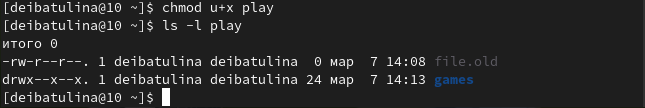 [deibatulina@10 ~]$ chmod u+x play
[deibatulina@10 ~]$ ls -l play
итого 0
-rw-r--r--. 1 deibatulina deibatulina  0 мар  7 14:08 file.old
drwx--x--x. 1 deibatulina deibatulina 24 мар  7 14:13 games
[deibatulina@10 ~]$